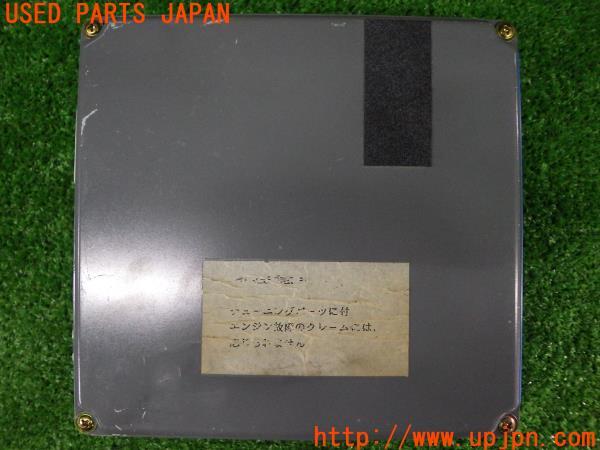 USED PARTS JAPAN
チューニングパーツに付
エンジン故障のクレームには、
応じられません
http://www.upjpn.com